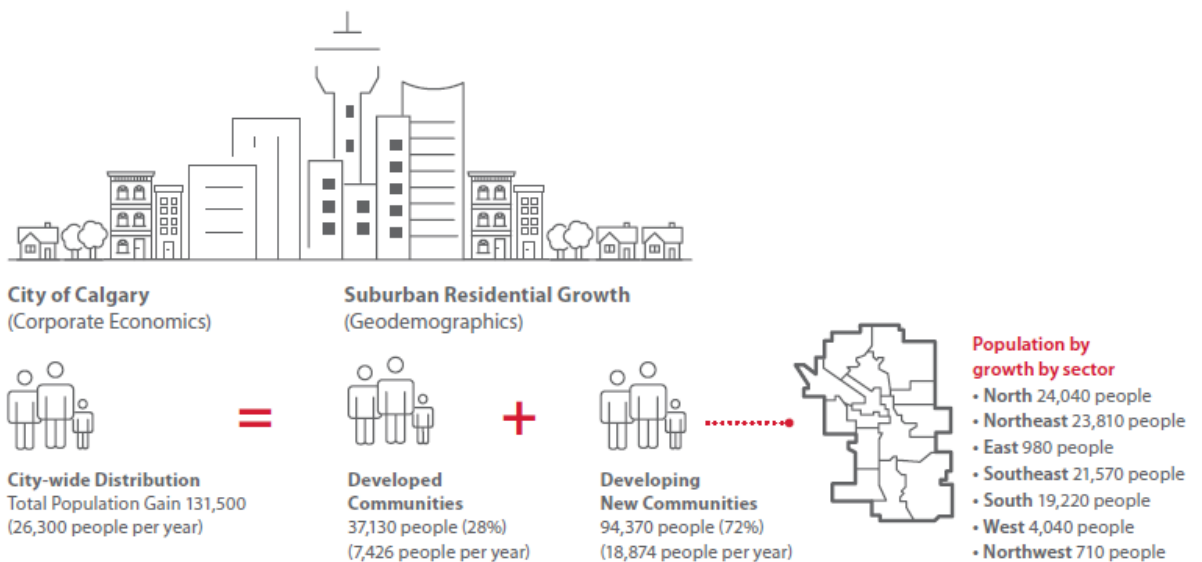 City of Calgary
(Corporate Economics)
Suburban Residential Growth
(Geodemographics)
=
+
City-wide Distribution
Total Population Gain 131,500
(26,300 people per year)
Developed
Communities
37,130 people (28%)
(7,426 people per year)
Developing
New Communities
94,370 people (72%)
(18,874 people per year)
Population by
growth by sector
• North 24,040 people
• Northeast 23,810 people
• East 980 people
• Southeast 21,570 people
• South 19,220 people
• West 4,040 people
• Northwest 710 people